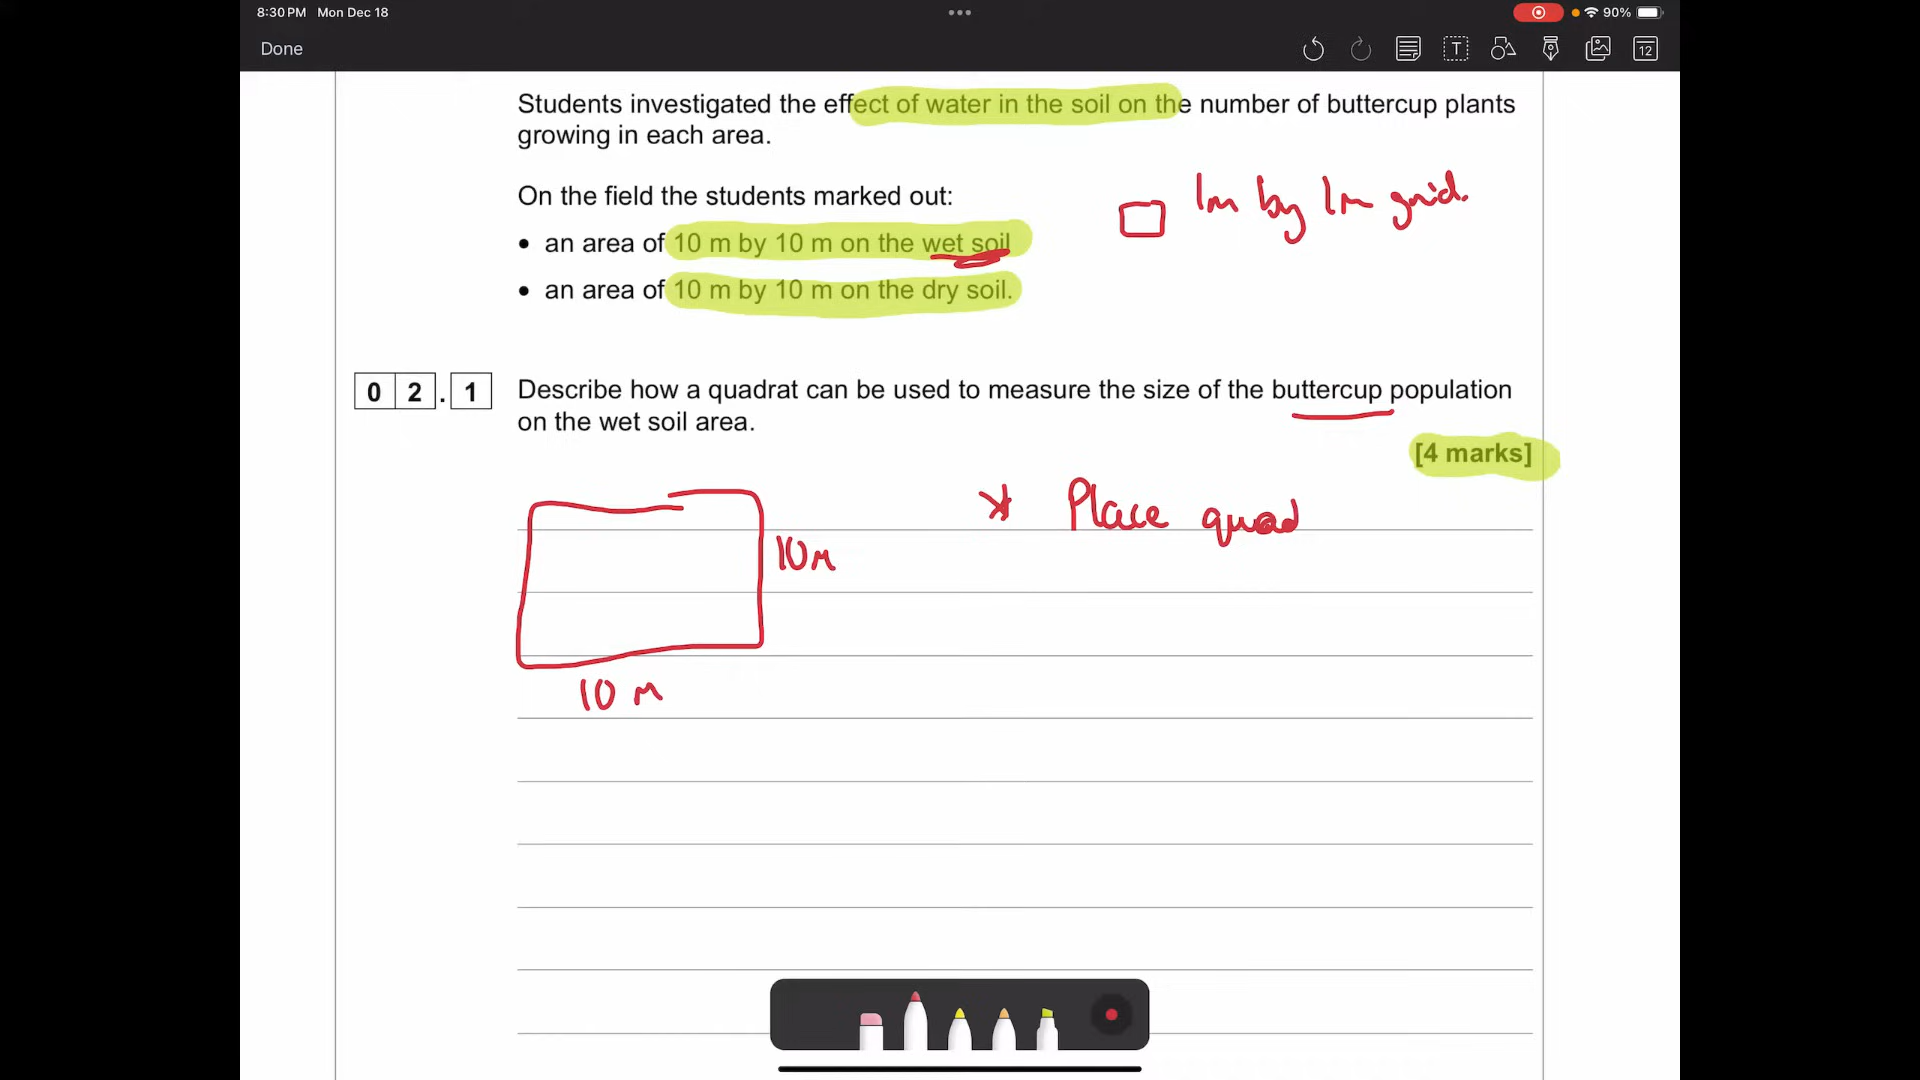 8:30 PM Mon Dec 18
90%
Done
T
12
Students investigated the effect of water in the soil on the number of buttercup plants
growing in each area.
On the field the students marked out:
1m by 1m grid.
• an area of 10 m by 10 m on the wet soil
• an area of 10 m by 10 m on the dry soil.
0 2 . 1 Describe how a quadrat can be used to measure the size of the buttercup population
on the wet soil area.
[4 marks]
* Place quad
10m
10 m